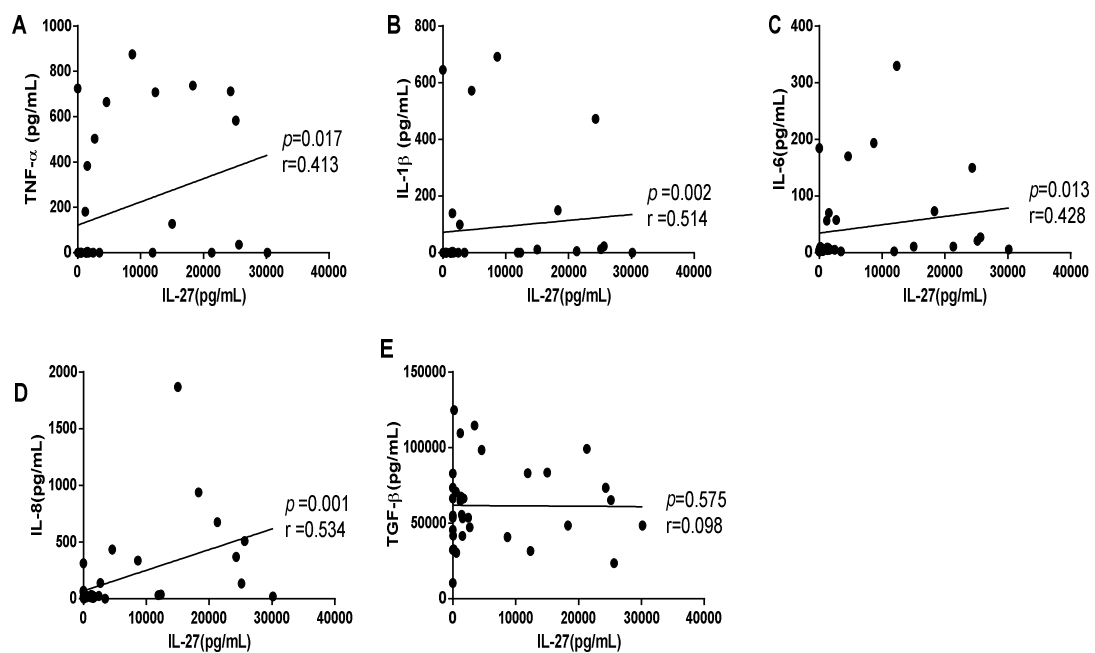 A
TNF-α (pg/mL)
1000
800
600
400
200
0
0 10000 20000 30000 40000
IL-27(pg/mL)
p=0.017
r=0.413
B
IL-1β (pg/mL)
800
600
400
200
0
0 10000 20000 30000 40000
IL-27(pg/mL)
p =0.002
r =0.514
C
IL-6(pg/mL)
400
300
200
100
0
0 10000 20000 30000 40000
IL-27(pg/mL)
p=0.013
r=0.428
D
IL-8(pg/mL)
2000
1500
1000
500
0
0 10000 20000 30000 40000
IL-27(pg/mL)
p =0.001
r =0.534
E
TGF-β(pg/mL)
150000
100000
50000
0
0 10000 20000 30000 40000
IL-27(pg/mL)
p=0.575
r=0.098